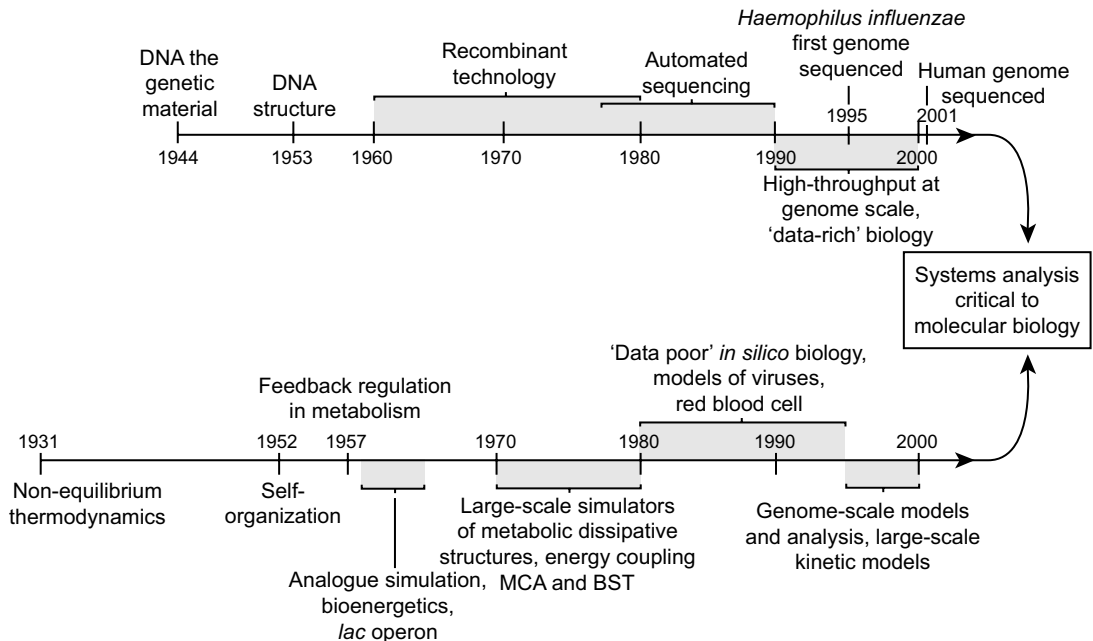 Haemophilus influenzae
first genome
sequenced
DNA the
genetic
material
DNA
structure
Recombinant
technology
Automated
sequencing
Human genome
sequenced
1995
2001
1944
1953
1960
1970
1980
1990
2000
High-throughput at
genome scale,
‘data-rich’ biology
Systems analysis
critical to
molecular biology
‘Data poor’ in silico biology,
models of viruses,
red blood cell
Feedback regulation
in metabolism
1931
1952
1957
1970
1980
1990
2000
Non-equilibrium
thermodynamics
Self-
organization
Large-scale simulators
of metabolic dissipative
structures, energy coupling
MCA and BST
Genome-scale models
and analysis, large-scale
kinetic models
Analogue simulation,
bioenergetics,
lac operon